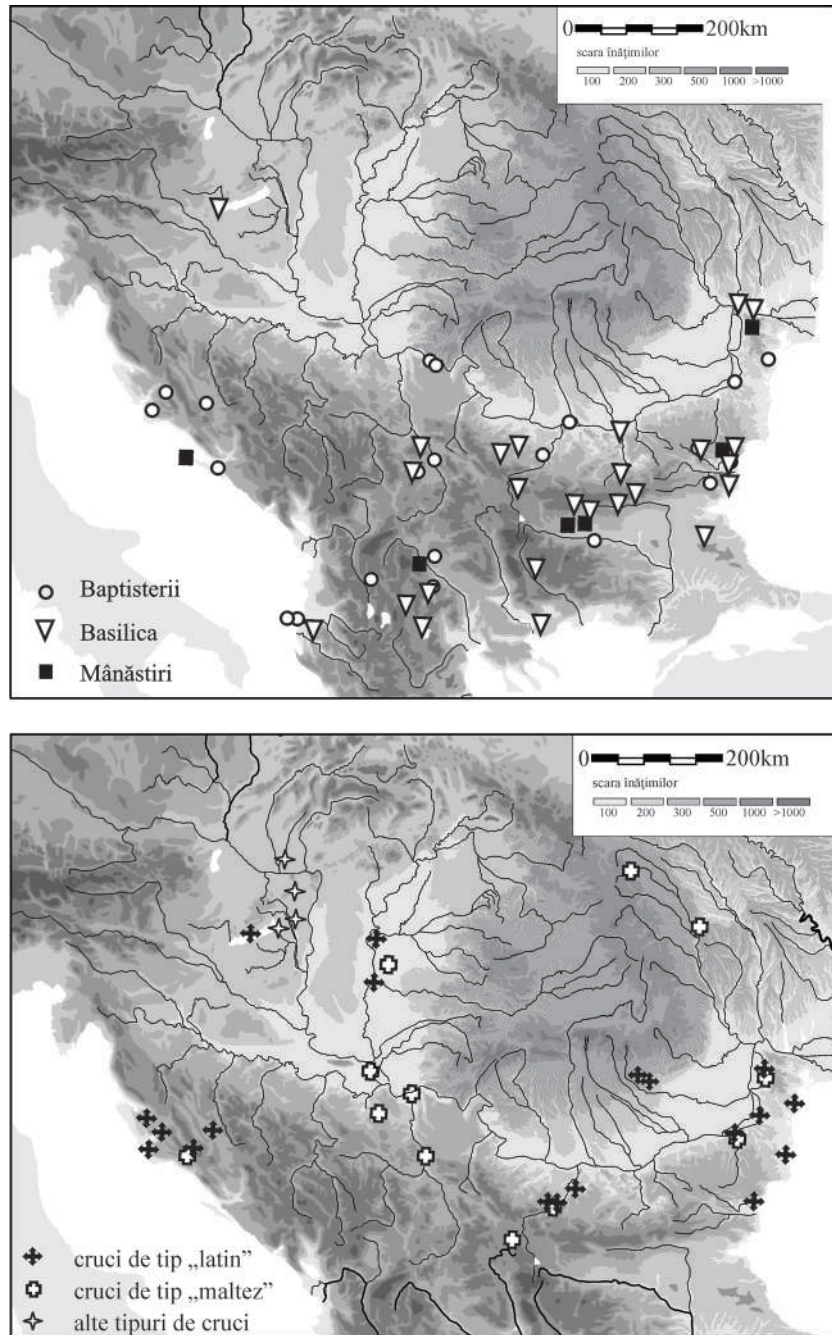 0 200km
scara înățimilor
100 200 300 500 1000 >1000
Baptisterii
Basilica
Mânăstiri
0 200km
scara înățimilor
100 200 300 500 1000 >1000
cruci de tip „latin”
cruci de tip „maltez”
alte tipuri de cruci